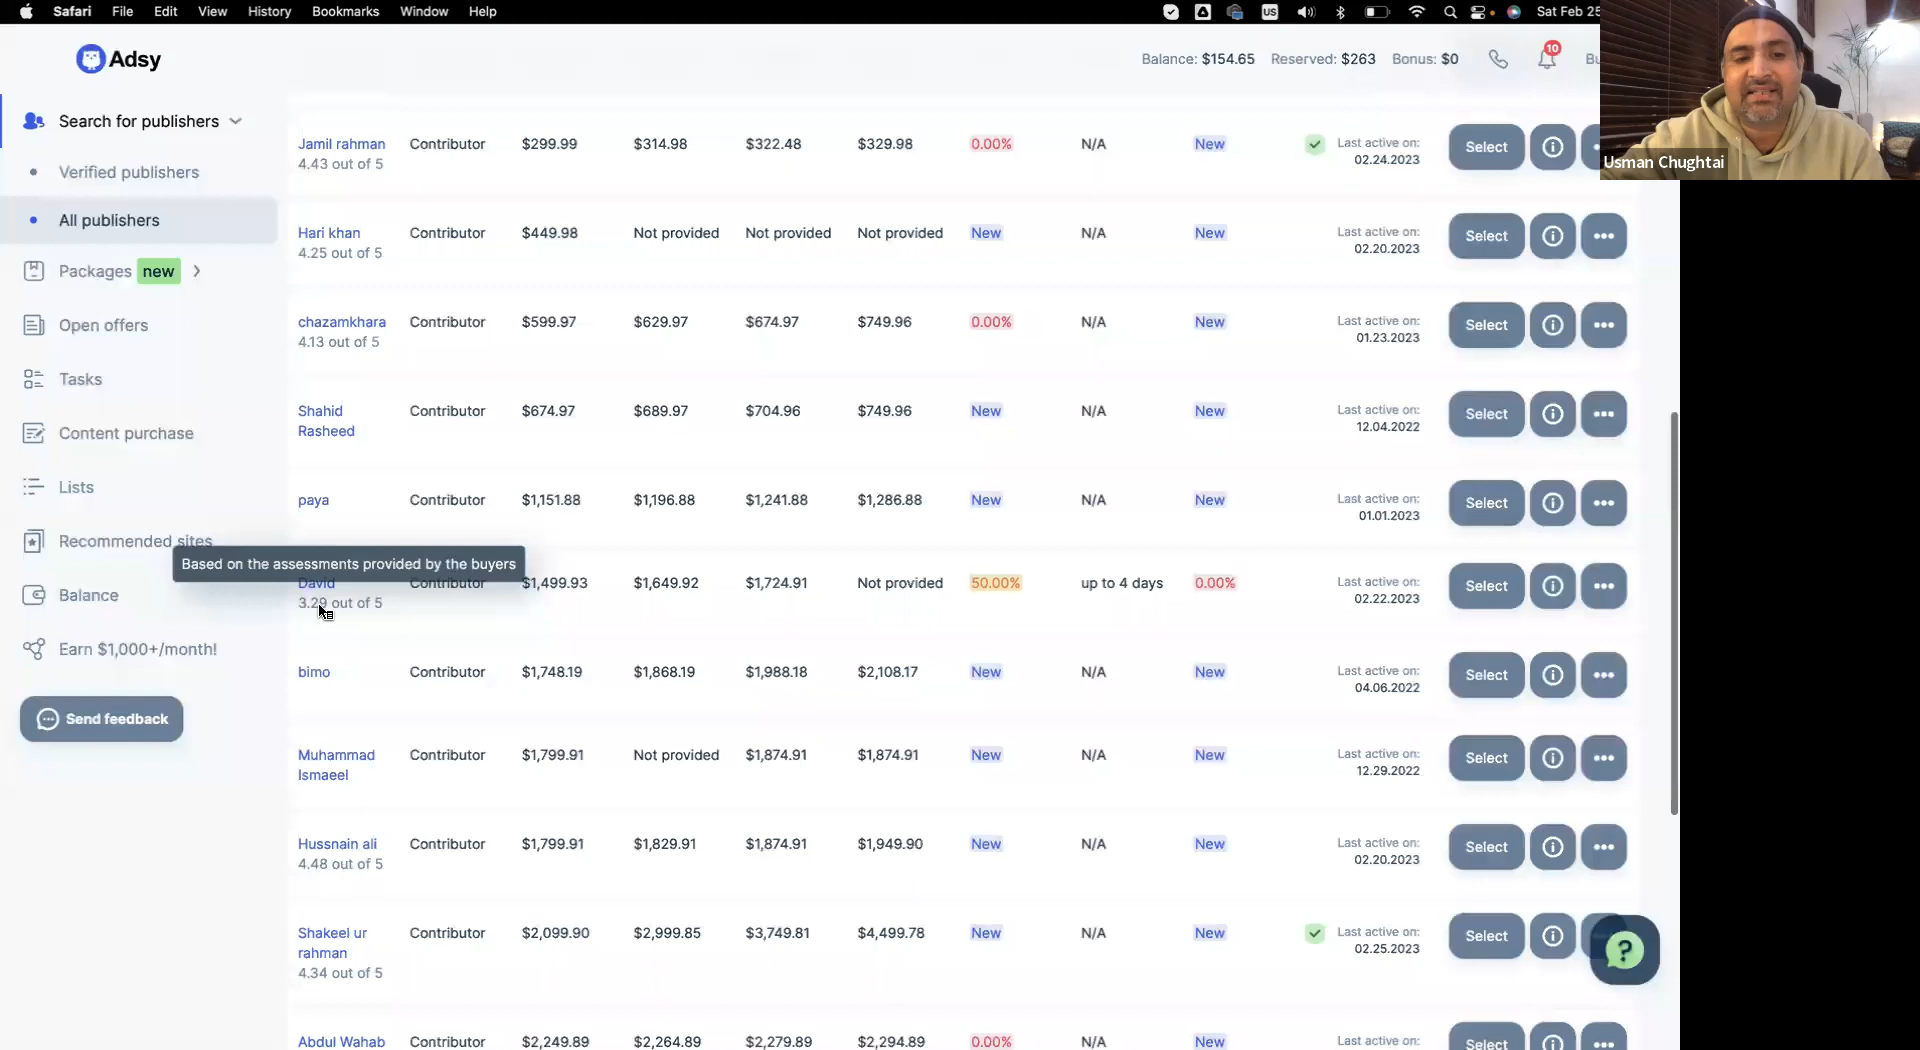 Safari File Edit View History Bookmarks Window Help US Sat Feb 25
Adsy
Balance: $154.65 Reserved: $263 Bonus: $0 10
Usman Chughtai
Search for publishers
Verified publishers
All publishers
Packages new
Open offers
Tasks
Content purchase
Lists
Recommended sites
Balance
Earn $1,000+/month!
Send feedback
Jamil rahman Contributor $299.99 $314.98 $322.48 $329.98 0.00% N/A New Last active on: Select
4.43 out of 5 02.24.2023
Hari khan Contributor $449.98 Not provided Not provided Not provided New N/A New Last active on: Select
4.25 out of 5 02.20.2023
chazamkhara Contributor $599.97 $629.97 $674.97 $749.96 0.00% N/A New Last active on: Select
4.13 out of 5 01.23.2023
Shahid Contributor $674.97 $689.97 $704.96 $749.96 New N/A New Last active on: Select
Rasheed 12.04.2022
paya Contributor $1,151.88 $1,196.88 $1,241.88 $1,286.88 New N/A New Last active on: Select
01.01.2023
Based on the assessments provided by the buyers
David Contributor $1,499.93 $1,649.92 $1,724.91 Not provided 50.00% up to 4 days 0.00% Last active on: Select
3.29 out of 5 02.22.2023
bimo Contributor $1,748.19 $1,868.19 $1,988.18 $2,108.17 New N/A New Last active on: Select
04.06.2022
Muhammad Contributor $1,799.91 Not provided $1,874.91 $1,874.91 New N/A New Last active on: Select
Ismaeel 12.29.2022
Hussnain ali Contributor $1,799.91 $1,829.91 $1,874.91 $1,949.90 New N/A New Last active on: Select
4.48 out of 5 02.20.2023
Shakeel ur Contributor $2,099.90 $2,999.85 $3,749.81 $4,499.78 New N/A New Last active on: Select
rahman 02.25.2023
4.34 out of 5
Abdul Wahab Contributor $2,249.89 $2,264.89 $2,279.89 $2,294.89 0.00% N/A New Last active on: Select